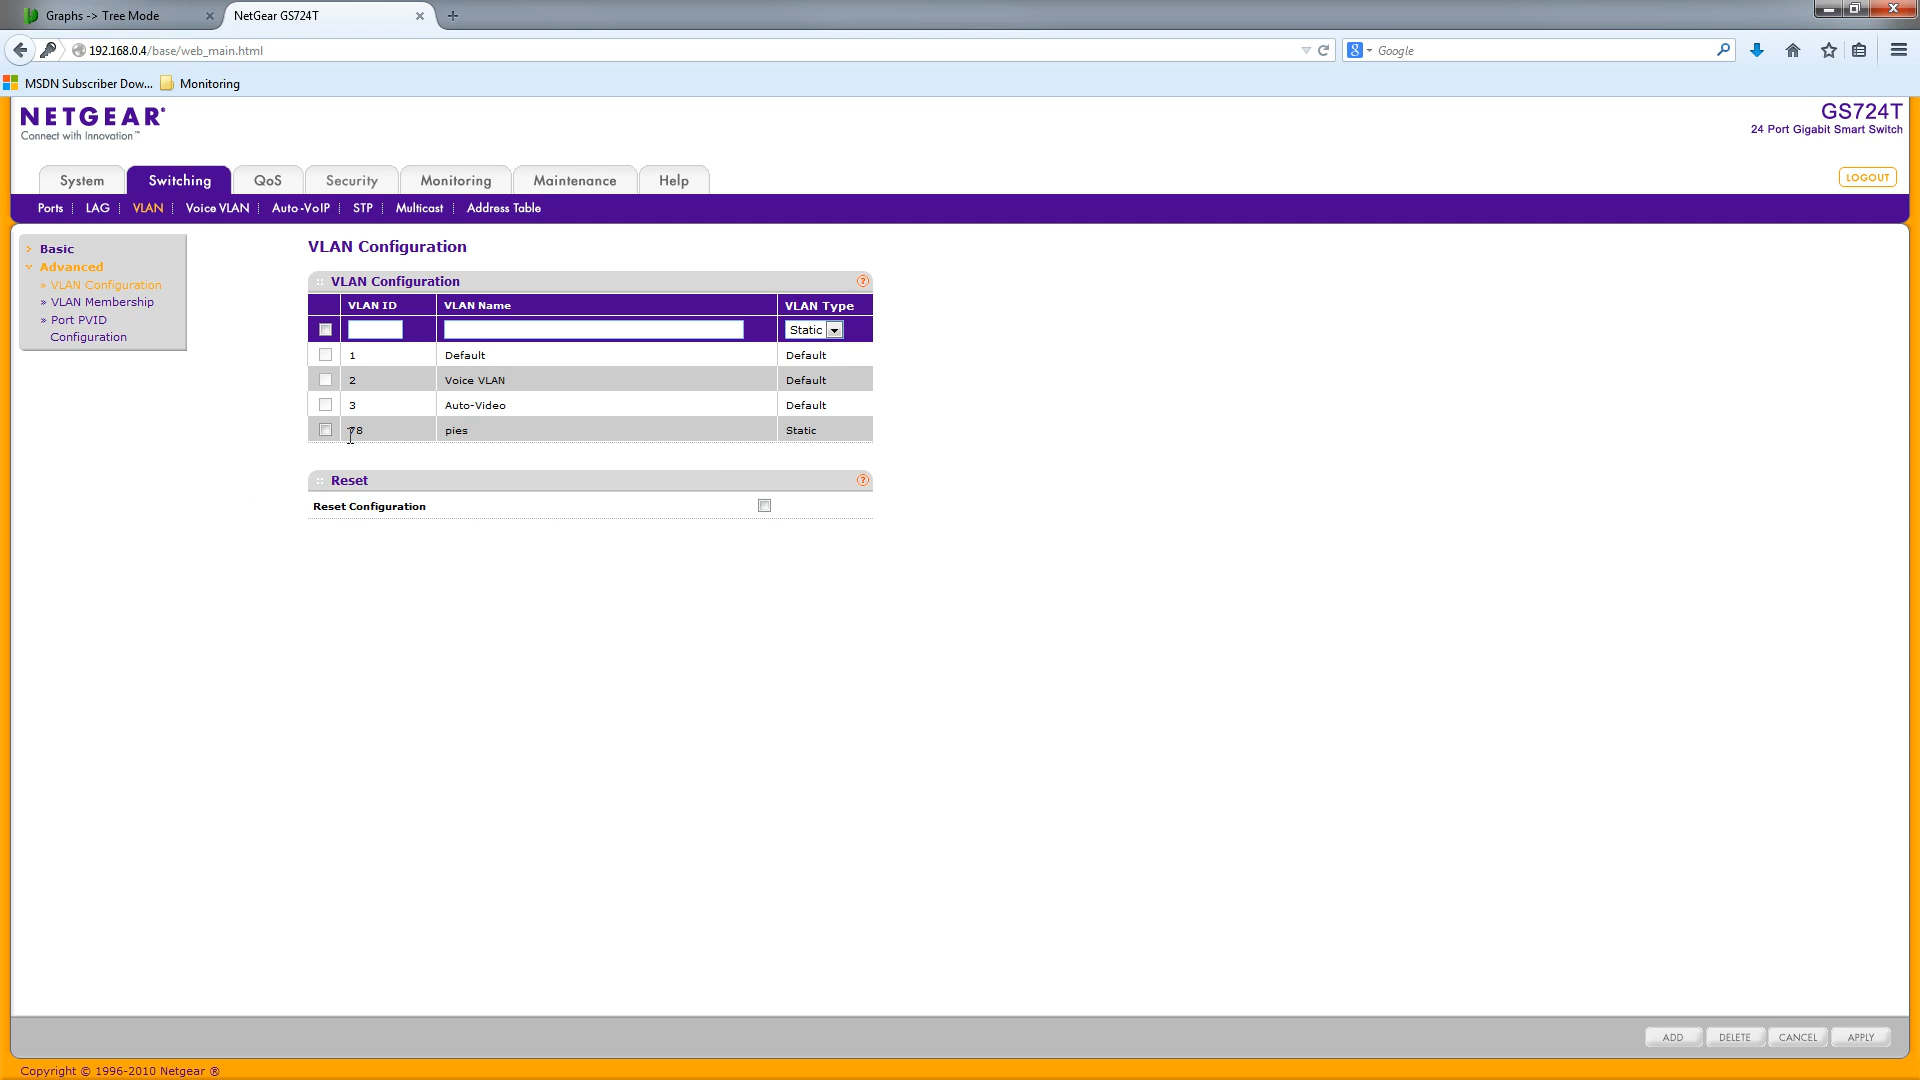 Graphs -> Tree Mode
NetGear GS724T
192.168.0.4/base/web_main.html
Google
MSDN Subscriber Dow...
Monitoring
NETGEAR®
Connect with Innovation™
GS724T
24 Port Gigabit Smart Switch
System
Switching
QoS
Security
Monitoring
Maintenance
Help
LOGOUT
Ports
LAG
VLAN
Voice VLAN
Auto-VoIP
STP
Multicast
Address Table
Basic
Advanced
» VLAN Configuration
» VLAN Membership
» Port PVID
Configuration
VLAN Configuration
VLAN Configuration
VLAN ID VLAN Name VLAN Type
Static
1 Default Default
2 Voice VLAN Default
3 Auto-Video Default
78 pies Static
Reset
Reset Configuration
ADD
DELETE
CANCEL
APPLY
Copyright © 1996-2010 Netgear ®